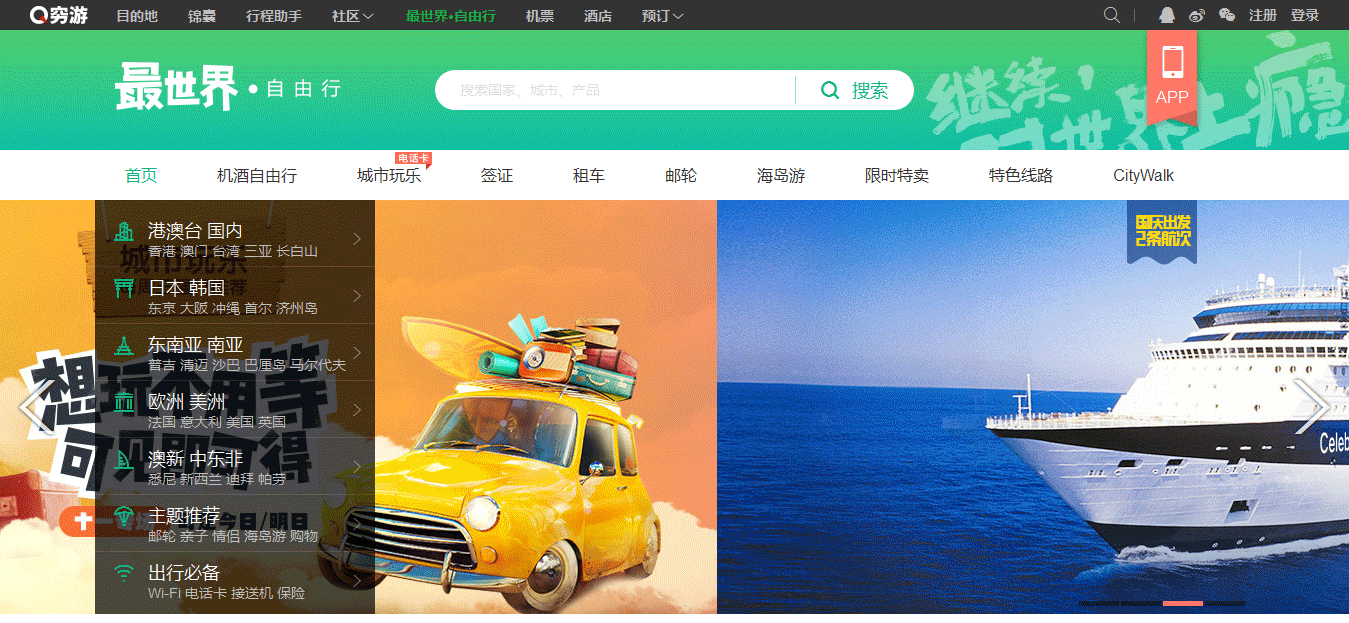 穷游 目的地 锦囊 行程助手 社区 最世界·自由行 机票 酒店 预订 注册 登录
最世界·自由行
搜索国家、城市、产品 搜索
继续，
世界上瘾
APP
电话卡
首页 机酒自由行 城市玩乐 签证 租车 邮轮 海岛游 限时特卖 特色线路 CityWalk
港澳台 国内
香港 澳门 台湾 三亚 长白山
日本 韩国
东京 大阪 冲绳 首尔 济州岛
东南亚 南亚
普吉 清迈 沙巴 巴厘岛 马尔代夫
欧洲 美洲
法国 意大利 美国 英国
澳新 中东非
悉尼 新西兰 迪拜 帕劳
主题推荐
邮轮 亲子 情侣 海岛游 购物
出行必备
Wi-Fi 电话卡 接送机 保险
城市玩乐
推荐
想玩不用等
可见即可得
今日/明日
国庆出发
2条航次
Celeb